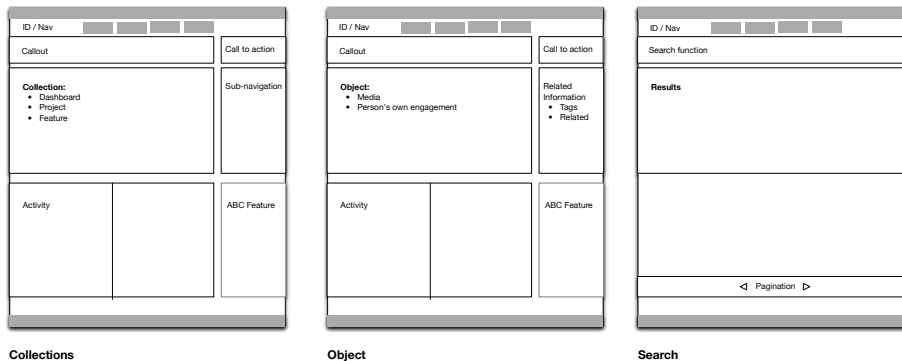 ID / Nav
Callout
Call to action
Collection:
• Dashboard
• Project
• Feature
Sub-navigation
Activity
ABC Feature
Collections
ID / Nav
Callout
Call to action
Object:
• Media
• Person's own engagement
Related
Information
• Tags
• Related
Activity
ABC Feature
Object
ID / Nav
Search function
Results
Pagination
Search